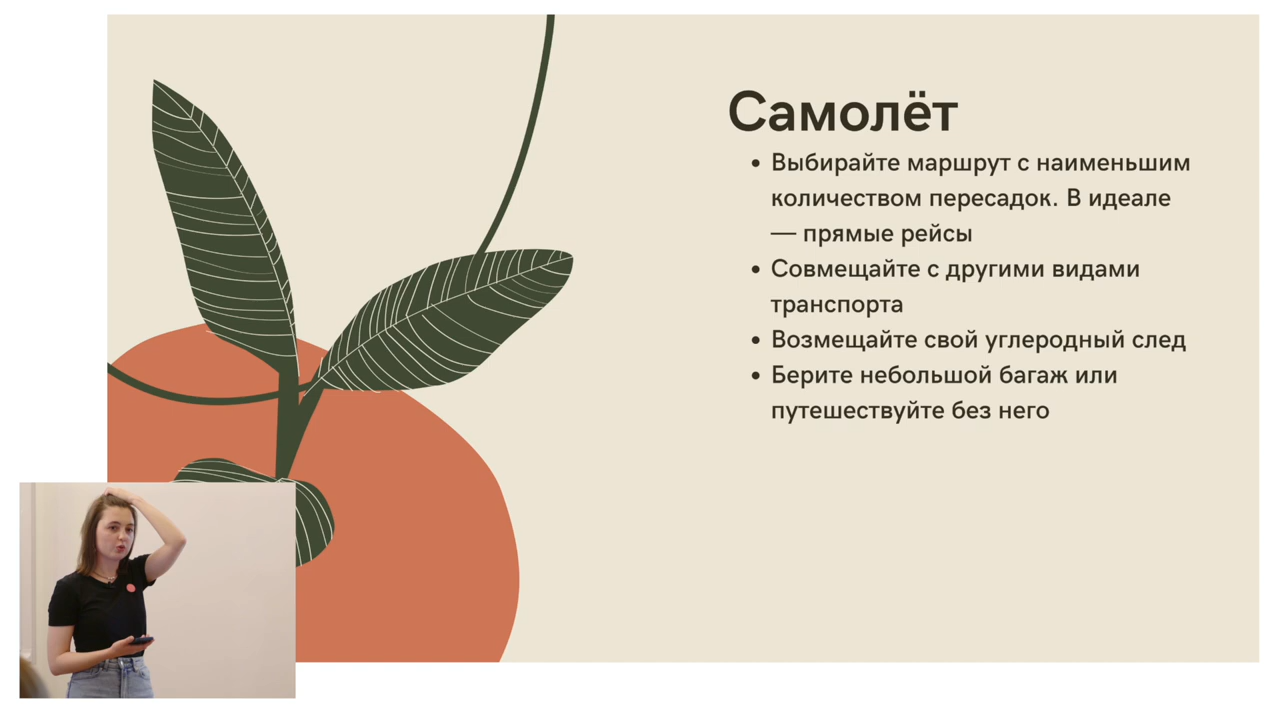 Самолёт
• Выбирайте маршрут с наименьшим
количеством пересадок. В идеале
— прямые рейсы
• Совмещайте с другими видами
транспорта
• Возмещайте свой углеродный след
• Берите небольшой багаж или
путешествуйте без него